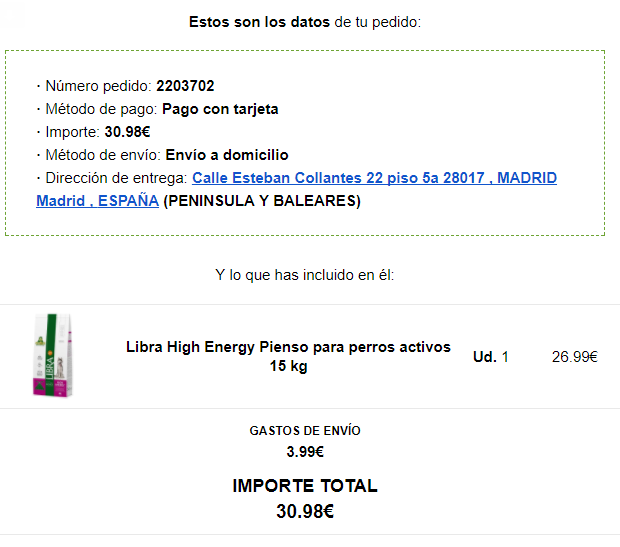 Estos son los datos de tu pedido:
· Número pedido: 2203702
· Método de pago: Pago con tarjeta
· Importe: 30.98€
· Método de envío: Envío a domicilio
· Dirección de entrega: Calle Esteban Collantes 22 piso 5a 28017 , MADRID
Madrid , ESPAÑA (PENINSULA Y BALEARES)
Y lo que has incluido en él:
LIBRA
Libra High Energy Pienso para perros activos
15 kg
Ud. 1
26.99€
GASTOS DE ENVÍO
3.99€
IMPORTE TOTAL
30.98€